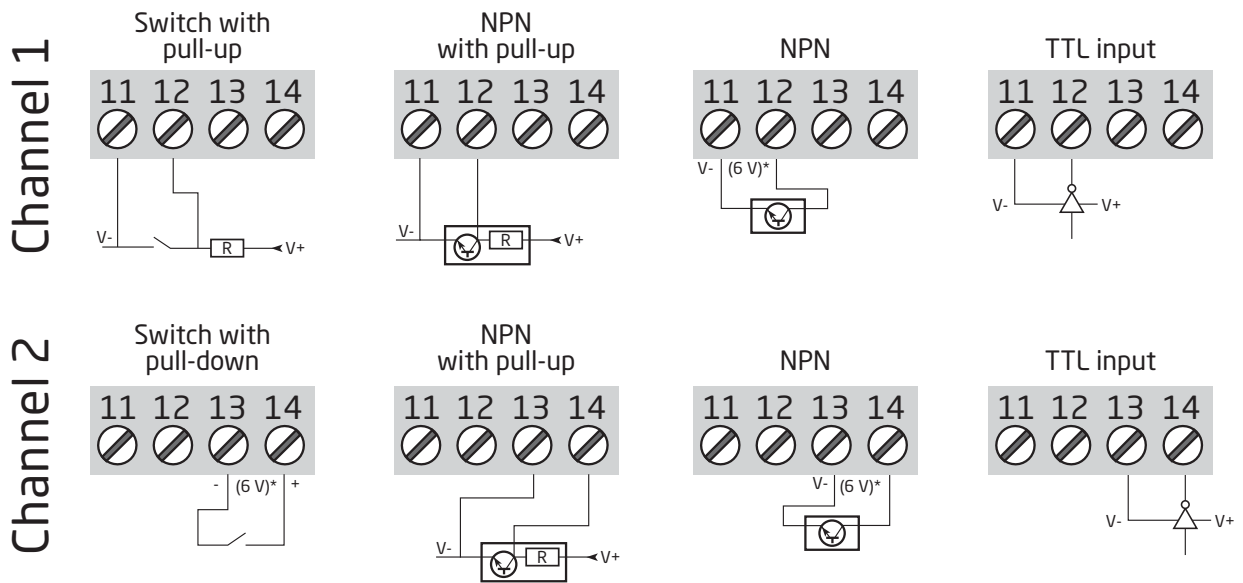 Channel 1
Switch with
pull-up
11 12 13 14
V-
R
V+
NPN
with pull-up
11 12 13 14
V-
R
V+
NPN
11 12 13 14
V- (6 V)*
TTL input
11 12 13 14
V-
V+
Channel 2
Switch with
pull-down
11 12 13 14
- (6 V)* +
NPN
with pull-up
11 12 13 14
V-
R
V+
NPN
11 12 13 14
V- (6 V)*
TTL input
11 12 13 14
V-
V+